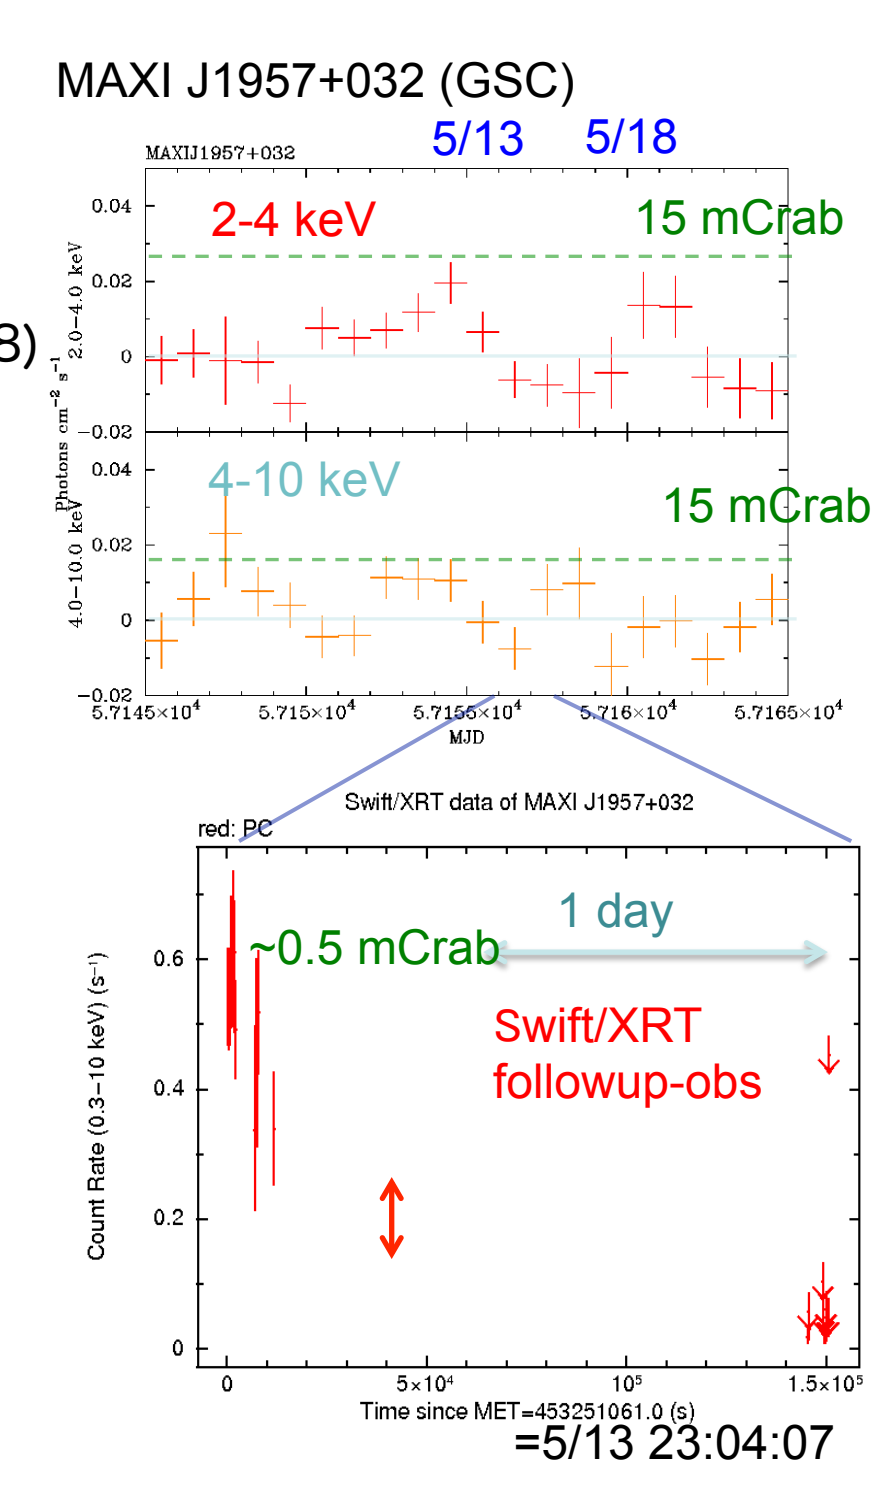 MAXI J1957+032 (GSC)
5/13 5/18
MAXIJ1957+032
2-4 keV 15 mCrab
0.04
0.02
0
−0.02
8)
2.0−4.0 keV
Photons cm⁻² s⁻¹
4-10 keV
15 mCrab
0.04
0.02
0
−0.02
4.0−10.0 keV
5.7145×10⁴ 5.715×10⁴ 5.7155×10⁴ 5.716×10⁴ 5.7165×10⁴
MJD
Swift/XRT data of MAXI J1957+032
red: PC
1 day
~0.5 mCrab
Swift/XRT
followup-obs
0.6
0.4
0.2
0
Count Rate (0.3−10 keV) (s⁻¹)
0 5×10⁴ 10⁵ 1.5×10⁵
Time since MET=453251061.0 (s)
=5/13 23:04:07